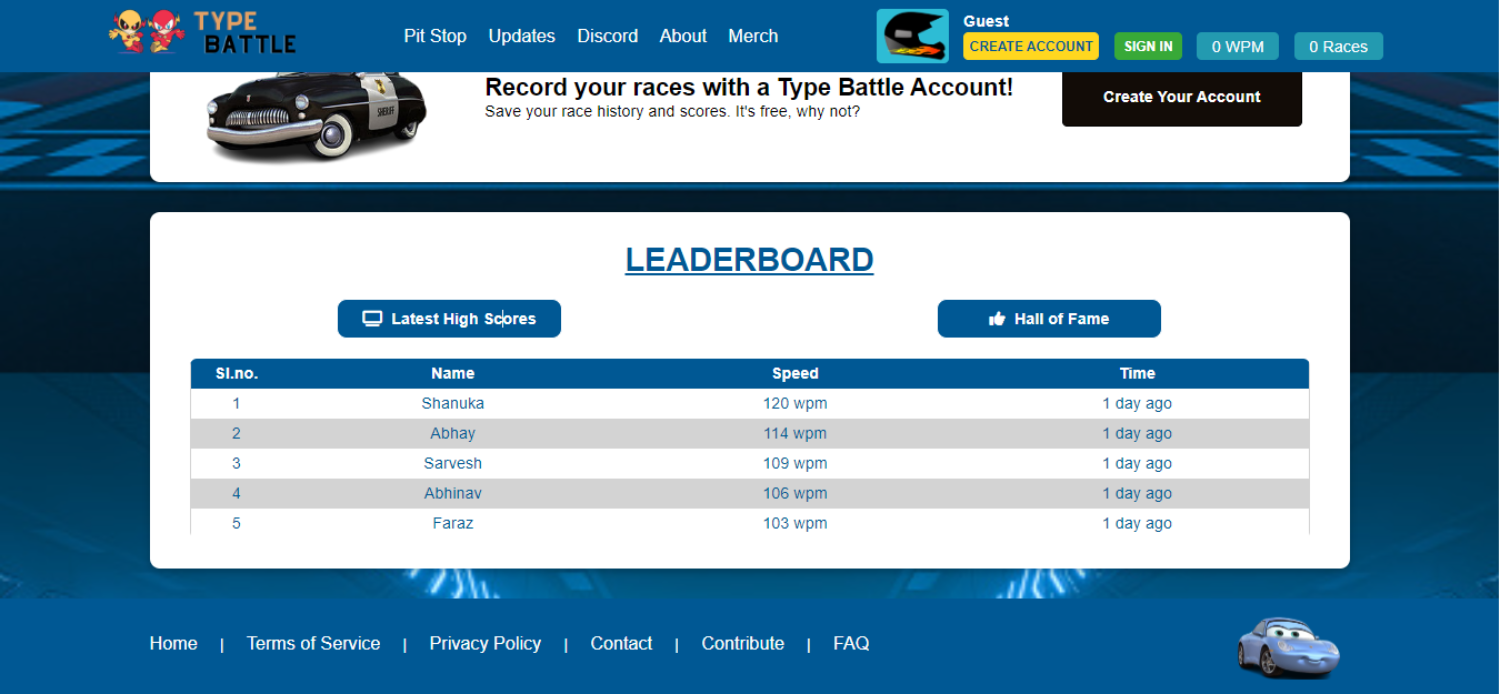 TYPE BATTLE
Pit Stop Updates Discord About Merch
Guest
CREATE ACCOUNT SIGN IN 0 WPM 0 Races
SHERIFF
Record your races with a Type Battle Account!
Save your race history and scores. It's free, why not?
Create Your Account
LEADERBOARD
Latest High Scores Hall of Fame
Sl.no. Name Speed Time
1 Shanuka 120 wpm 1 day ago
2 Abhay 114 wpm 1 day ago
3 Sarvesh 109 wpm 1 day ago
4 Abhinav 106 wpm 1 day ago
5 Faraz 103 wpm 1 day ago
Home | Terms of Service | Privacy Policy | Contact | Contribute | FAQ